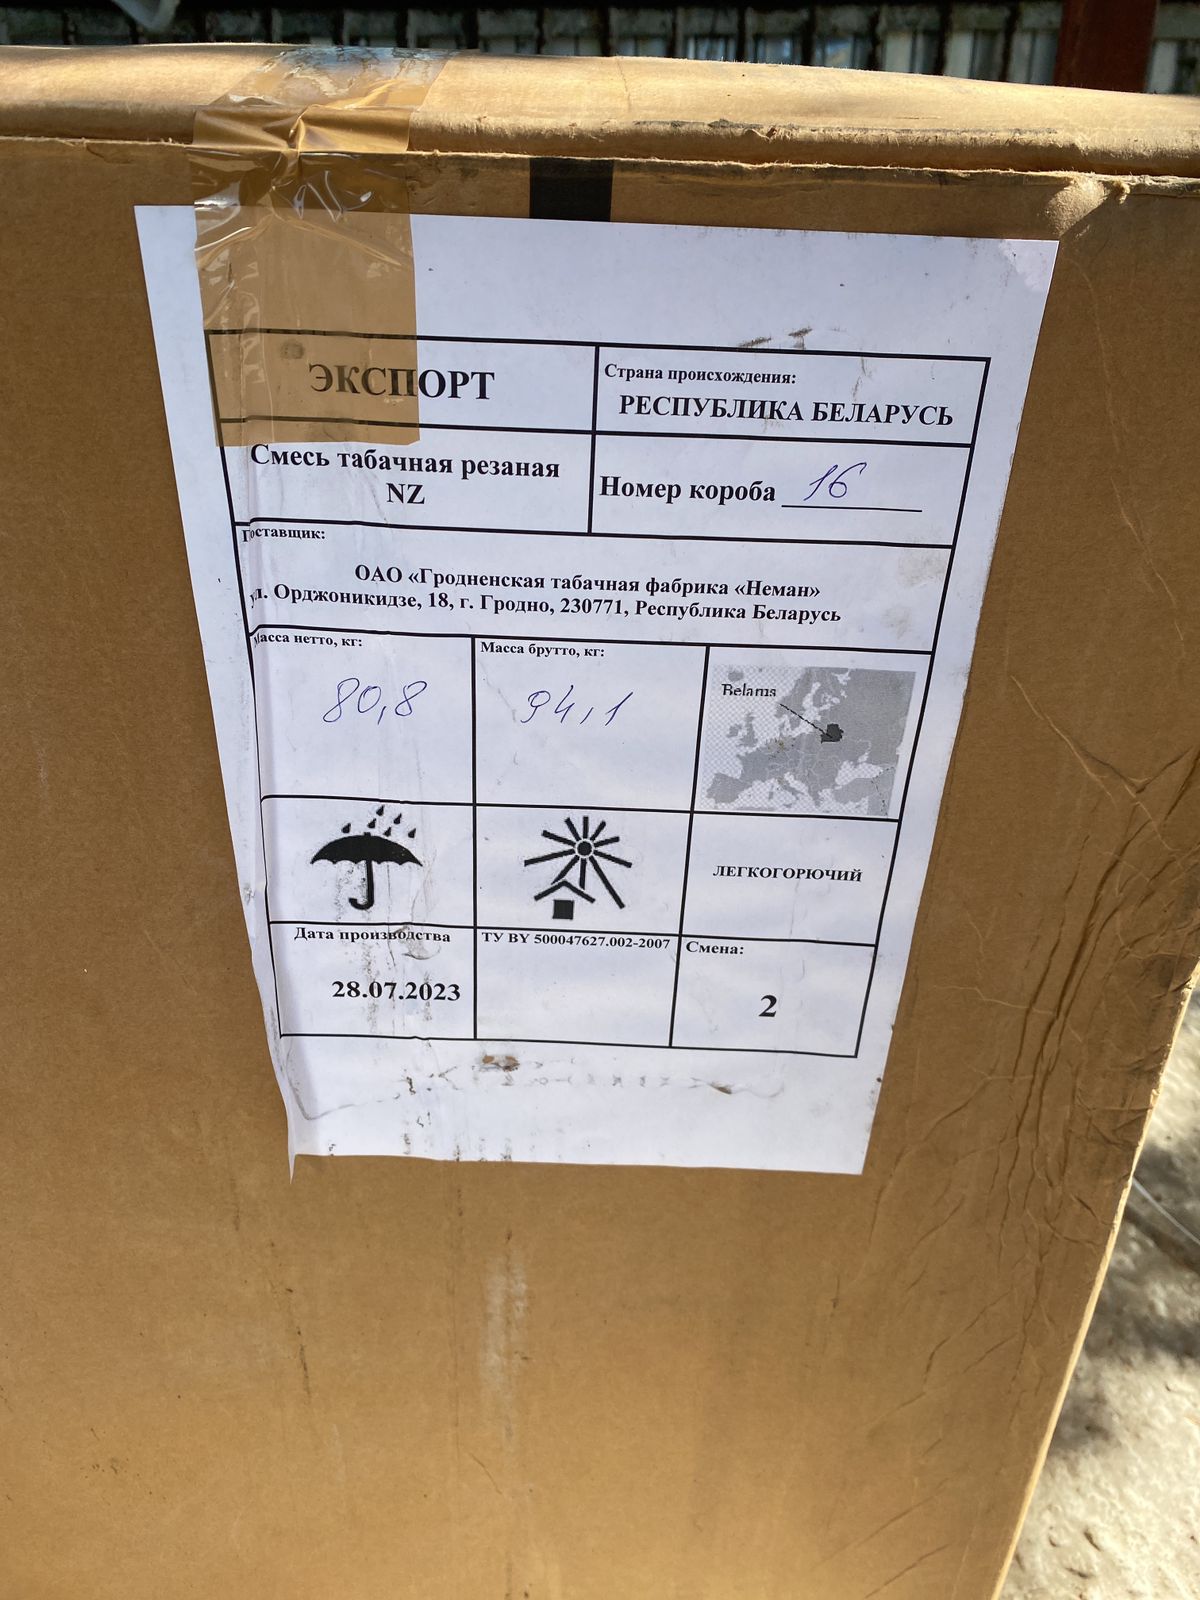 ЭКСПОРТ
Страна происхождения:
РЕСПУБЛИКА БЕЛАРУСЬ
Смесь табачная резаная
NZ
Номер короба 16
Поставщик:
ОАО «Гродненская табачная фабрика «Неман»
ул. Орджоникидзе, 18, г. Гродно, 230771, Республика Беларусь
Масса нетто, кг:
80,8
Масса брутто, кг:
94,1
Belarus
ЛЕГКОГОРЮЧИЙ
Дата производства
28.07.2023
ТУ BY 500047627.002-2007
Смена:
2